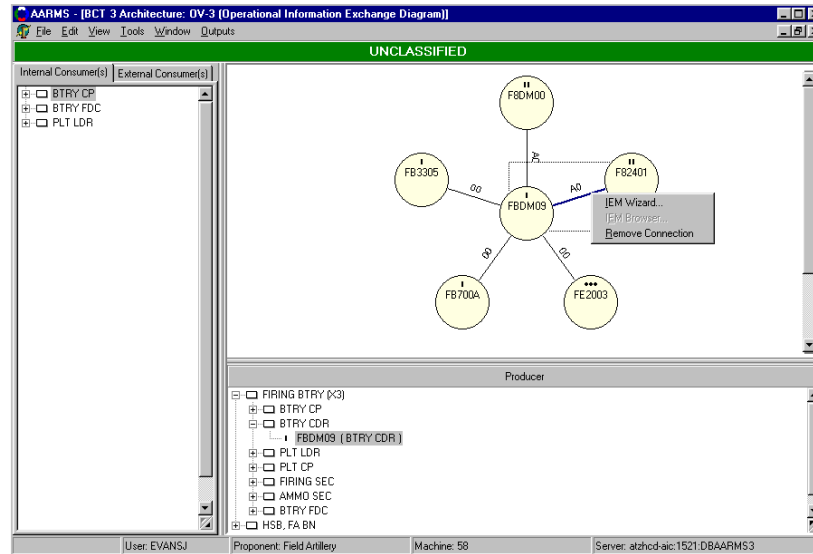 AARMS - [BCT 3 Architecture: OV-3 (Operational Information Exchange Diagram)]
File Edit View Tools Window Outputs
UNCLASSIFIED
Internal Consumer(s) External Consumer(s)
BTRY CP
BTRY FDC
PLT LDR
F8DM00
A0
FB3305
00
FBDM09
A0
F82401
IEM Wizard...
IEM Browser...
Remove Connection
00
00
FB700A
FE2003
Producer
FIRING BTRY (X3)
BTRY CP
BTRY CDR
FBDM09 ( BTRY CDR )
PLT LDR
PLT CP
FIRING SEC
AMMO SEC
BTRY FDC
HSB, FA BN
User: EVANSJ Proponent: Field Artillery Machine: 58 Server: atzhcd-aic:1521:DBAARMS3